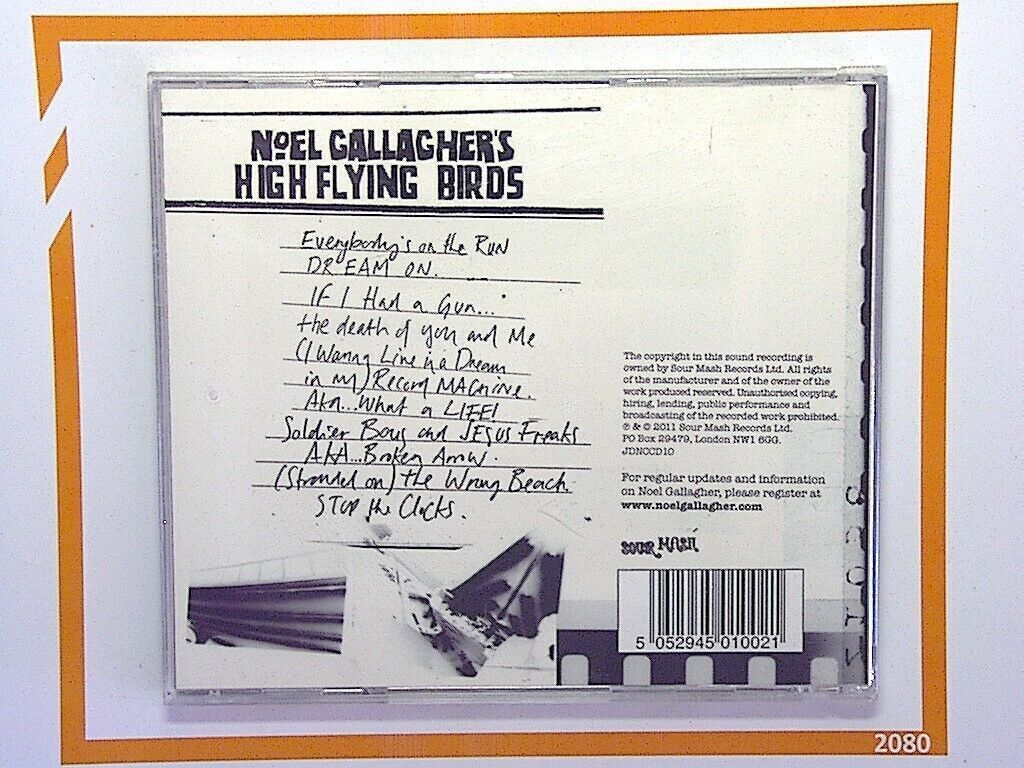 NoEL GALLAGHER'S
HIGH FLYING BIRDS
Everybody's on the RUN
DREAM ON.
IF I Had a Gun...
the death of you and Me
(I Wanna Live in a Dream
in my) Record MACHINE.
AKA...What a LIFE!
Soldier Boys and JESUS Freaks
AKA...Broken Arrow.
(Stranded on) the Wrong Beach
STOP the Clocks.
The copyright in this sound recording is
owned by Sour Mash Records Ltd. All rights
of the manufacturer and of the owner of the
work produced reserved. Unauthorised copying,
hiring, lending, public performance and
broadcasting of the recorded work prohibited.
℗ & © 2011 Sour Mash Records Ltd.
PO Box 29479, London NW1 6GG.
JDNCCD10
For regular updates and information
on Noel Gallagher, please register at
www.noelgallagher.com
SOUR MASH
5 052945 010021
2080